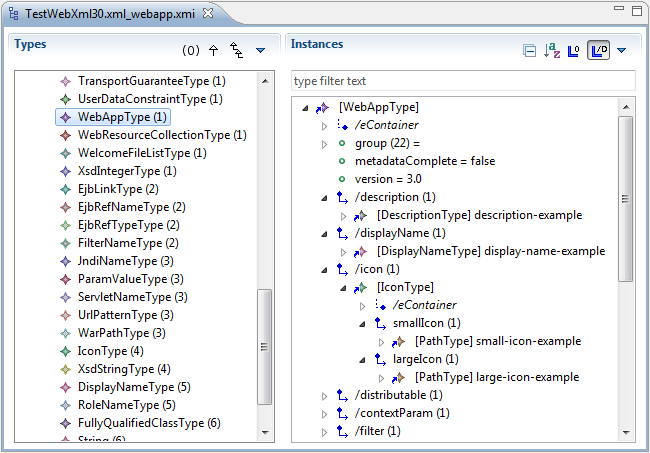 TestWebXml30.xml_webapp.xmi
Types
(0)
TransportGuaranteeType (1)
UserDataConstraintType (1)
WebAppType (1)
WebResourceCollectionType (1)
WelcomeFileListType (1)
XsdIntegerType (1)
EjbLinkType (2)
EjbRefNameType (2)
EjbRefTypeType (2)
FilterNameType (2)
JndiNameType (3)
ParamValueType (3)
ServletNameType (3)
UrlPatternType (3)
WarPathType (3)
IconType (4)
XsdStringType (4)
DisplayNameType (5)
RoleNameType (5)
FullyQualifiedClassType (6)
String (6)
Instances
type filter text
[WebAppType]
/eContainer
group (22) =
metadataComplete = false
version = 3.0
/description (1)
[DescriptionType] description-example
/displayName (1)
[DisplayNameType] display-name-example
/icon (1)
[IconType]
/eContainer
smallIcon (1)
[PathType] small-icon-example
largeIcon (1)
[PathType] large-icon-example
/distributable (1)
/contextParam (1)
/filter (1)